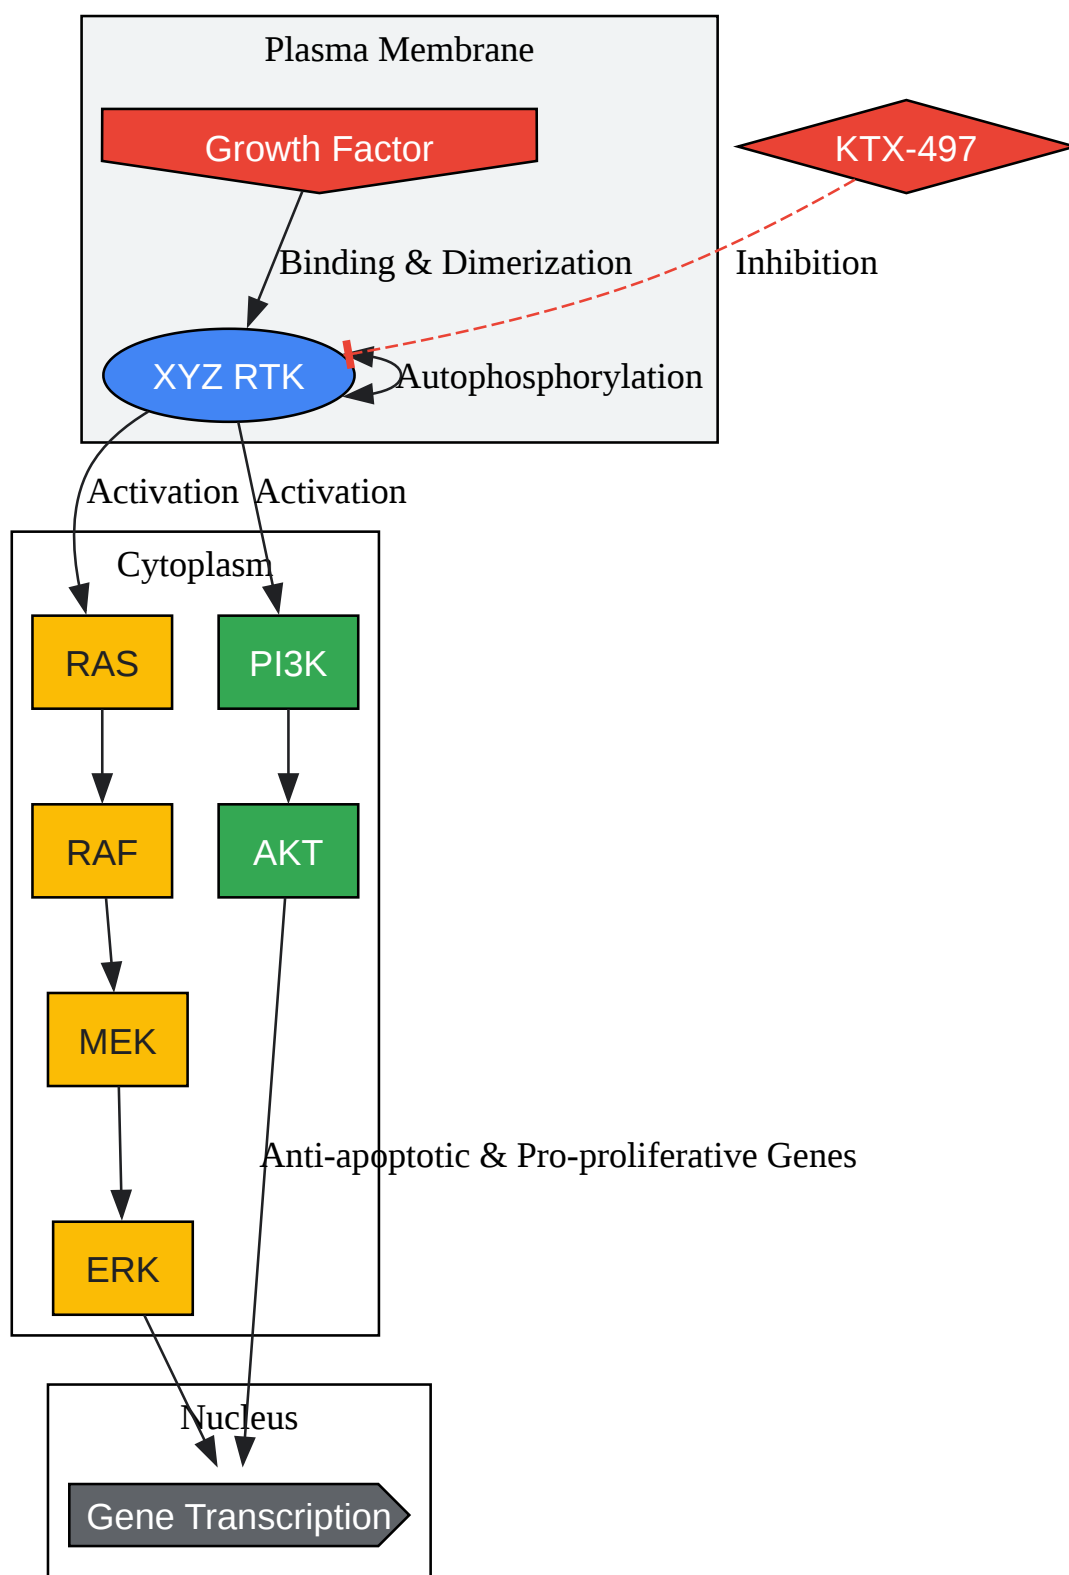 Plasma Membrane
Growth Factor
KTX-497
Binding & Dimerization
Inhibition
XYZ RTK
Autophosphorylation
Activation
Activation
Cytoplasm
RAS
PI3K
RAF
AKT
MEK
Anti-apoptotic & Pro-proliferative Genes
ERK
Nucleus
Gene Transcription